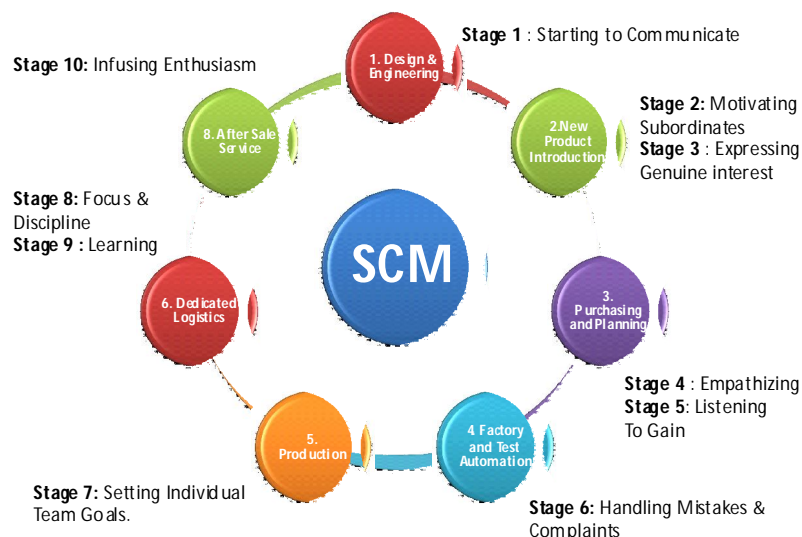 Stage 1 : Starting to Communicate
1. Design &
Engineering
Stage 10: Infusing Enthusiasm
8. After Sale
Service
2.New
Product
Introduction
Stage 2: Motivating
Subordinates
Stage 3 : Expressing
Genuine interest
Stage 8: Focus &
Discipline
Stage 9 : Learning
SCM
6. Dedicated
Logistics
3.
Purchasing
and Planning
Stage 4 : Empathizing
Stage 5: Listening
To Gain
5.
Production
4 Factory
and Test
Automation
Stage 7: Setting Individual
Team Goals.
Stage 6: Handling Mistakes &
Complaints